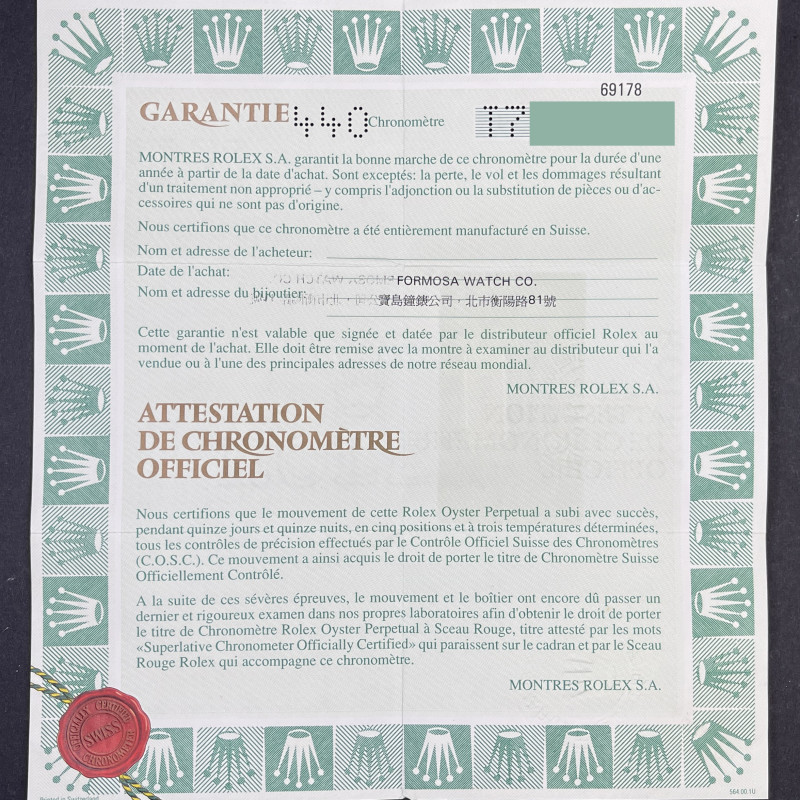 69178
GARANTIE 440 Chronomètre T7
MONTRES ROLEX S.A. garantit la bonne marche de ce chronomètre pour la durée d'une
année à partir de la date d'achat. Sont exceptés: la perte, le vol et les dommages résultant
d'un traitement non approprié – y compris l'adjonction ou la substitution de pièces ou d'ac-
cessoires qui ne sont pas d'origine.
Nous certifions que ce chronomètre a été entièrement manufacturé en Suisse.
Nom et adresse de l'acheteur:
Date de l'achat:
FORMOSA WATCH CO.
Nom et adresse du bijoutier:
寶島鐘錶公司·北市衡陽路81號
Cette garantie n'est valable que signée et datée par le distributeur officiel Rolex au
moment de l'achat. Elle doit être remise avec la montre à examiner au distributeur qui l'a
vendue ou à l'une des principales adresses de notre réseau mondial.
MONTRES ROLEX S.A.
ATTESTATION
DE CHRONOMÈTRE
OFFICIEL
Nous certifions que le mouvement de cette Rolex Oyster Perpetual a subi avec succès,
pendant quinze jours et quinze nuits, en cinq positions et à trois températures déterminées,
tous les contrôles de précision effectués par le Contrôle Officiel Suisse des Chronomètres
(C.O.S.C.). Ce mouvement a ainsi acquis le droit de porter le titre de Chronomètre Suisse
Officiellement Contrôlé.
A la suite de ces sévères épreuves, le mouvement et le boîtier ont encore dû passer un
dernier et rigoureux examen dans nos propres laboratoires afin d'obtenir le droit de porter
le titre de Chronomètre Rolex Oyster Perpetual à Sceau Rouge, titre attesté par les mots
«Superlative Chronometer Officially Certified» qui paraissent sur le cadran et par le Sceau
Rouge Rolex qui accompagne ce chronomètre.
MONTRES ROLEX S.A.
OFFICIALLY CERTIFIED
SWISS
CHRONOMETER
Printed in Switzerland
564.00.1U